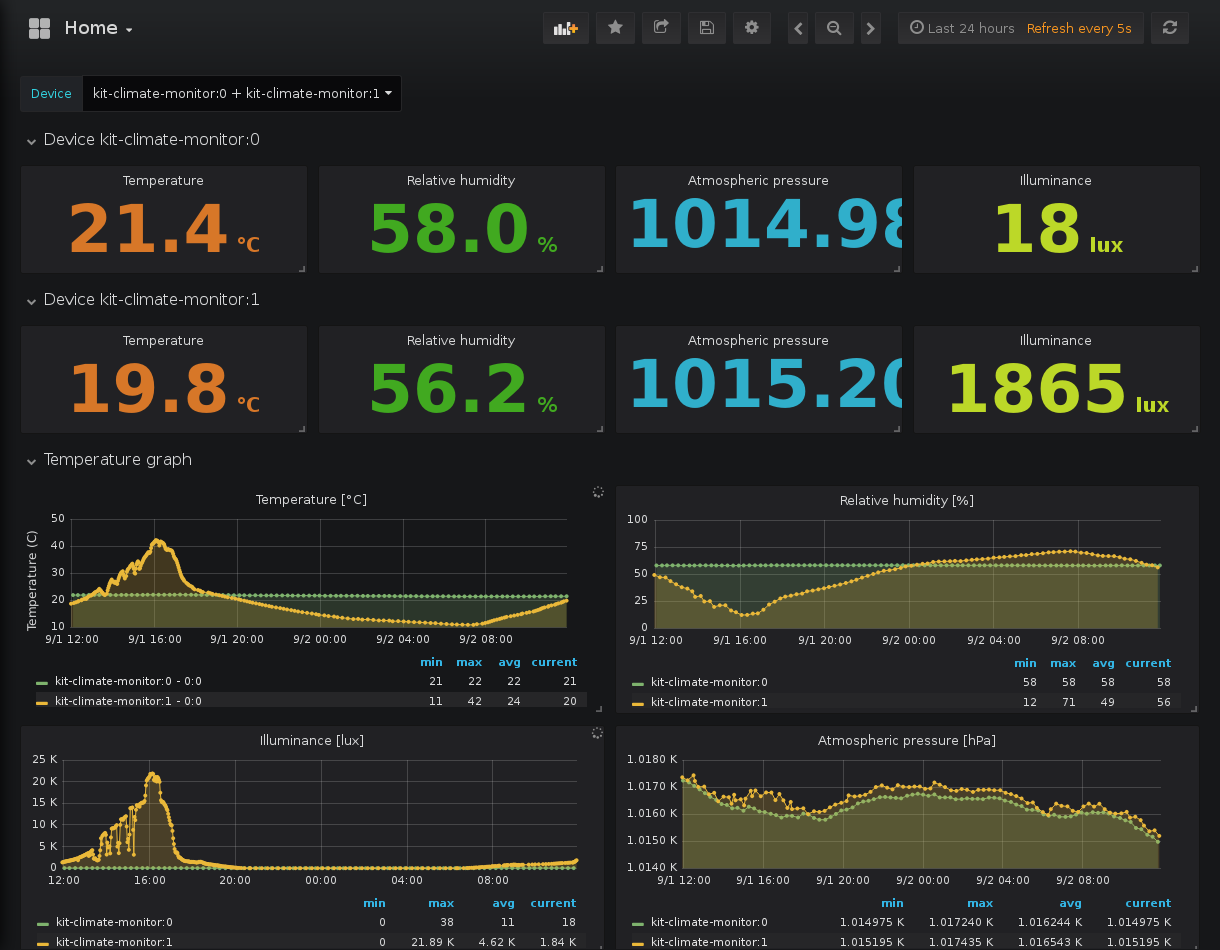 Home
Last 24 hours Refresh every 5s
Device kit-climate-monitor:0 + kit-climate-monitor:1
Device kit-climate-monitor:0
Temperature Relative humidity Atmospheric pressure Illuminance
21.4 °C 58.0 % 1014.98 18 lux
Device kit-climate-monitor:1
Temperature Relative humidity Atmospheric pressure Illuminance
19.8 °C 56.2 % 1015.20 1865 lux
Temperature graph
Temperature [°C]
Temperature (C)
50
40
30
20
10
9/1 12:00 9/1 16:00 9/1 20:00 9/2 00:00 9/2 04:00 9/2 08:00
min max avg current
kit-climate-monitor:0 - 0:0 21 22 22 21
kit-climate-monitor:1 - 0:0 11 42 24 20
Relative humidity [%]
100
75
50
25
0
9/1 12:00 9/1 16:00 9/1 20:00 9/2 00:00 9/2 04:00 9/2 08:00
min max avg current
kit-climate-monitor:0 58 58 58 58
kit-climate-monitor:1 12 71 49 56
Illuminance [lux]
25 K
20 K
15 K
10 K
5 K
0
12:00 16:00 20:00 00:00 04:00 08:00
min max avg current
kit-climate-monitor:0 0 38 11 18
kit-climate-monitor:1 0 21.89 K 4.62 K 1.84 K
Atmospheric pressure [hPa]
1.0180 K
1.0170 K
1.0160 K
1.0150 K
1.0140 K
9/1 12:00 9/1 16:00 9/1 20:00 9/2 00:00 9/2 04:00 9/2 08:00
min max avg current
kit-climate-monitor:0 1.014975 K 1.017240 K 1.016244 K 1.014975 K
kit-climate-monitor:1 1.015195 K 1.017435 K 1.016543 K 1.015195 K